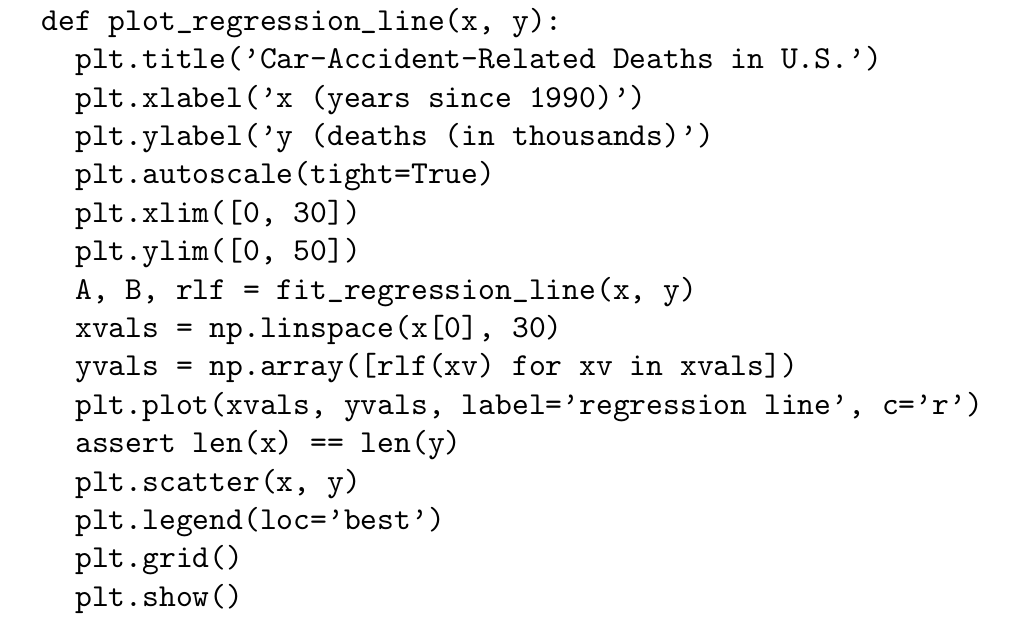 def plot_regression_line(x, y):
  plt.title(’Car-Accident-Related Deaths in U.S.’)
  plt.xlabel(’x (years since 1990)’)
  plt.ylabel(’y (deaths (in thousands)’)
  plt.autoscale(tight=True)
  plt.xlim([0, 30])
  plt.ylim([0, 50])
  A, B, rlf = fit_regression_line(x, y)
  xvals = np.linspace(x[0], 30)
  yvals = np.array([rlf(xv) for xv in xvals])
  plt.plot(xvals, yvals, label=’regression line’, c=’r’)
  assert len(x) == len(y)
  plt.scatter(x, y)
  plt.legend(loc=’best’)
  plt.grid()
  plt.show()